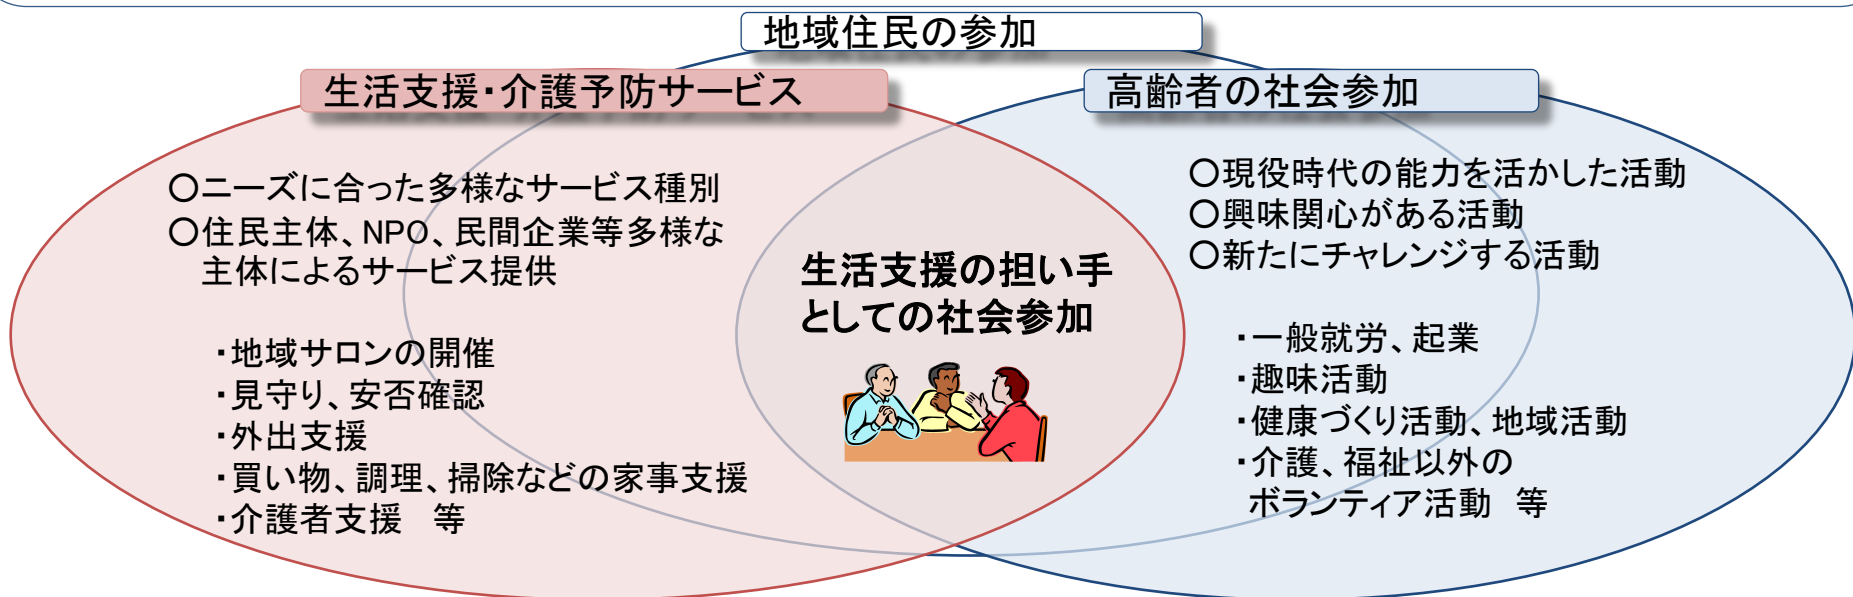 地域住民の参加
生活支援・介護予防サービス
○ニーズに合った多様なサービス種別
○住民主体、NPO、民間企業等多様な
主体によるサービス提供
・地域サロンの開催
・見守り、安否確認
・外出支援
・買い物、調理、掃除などの家事支援
・介護者支援　等
生活支援の担い手
としての社会参加
高齢者の社会参加
○現役時代の能力を活かした活動
○興味関心がある活動
○新たにチャレンジする活動
・一般就労、起業
・趣味活動
・健康づくり活動、地域活動
・介護、福祉以外の
ボランティア活動　等